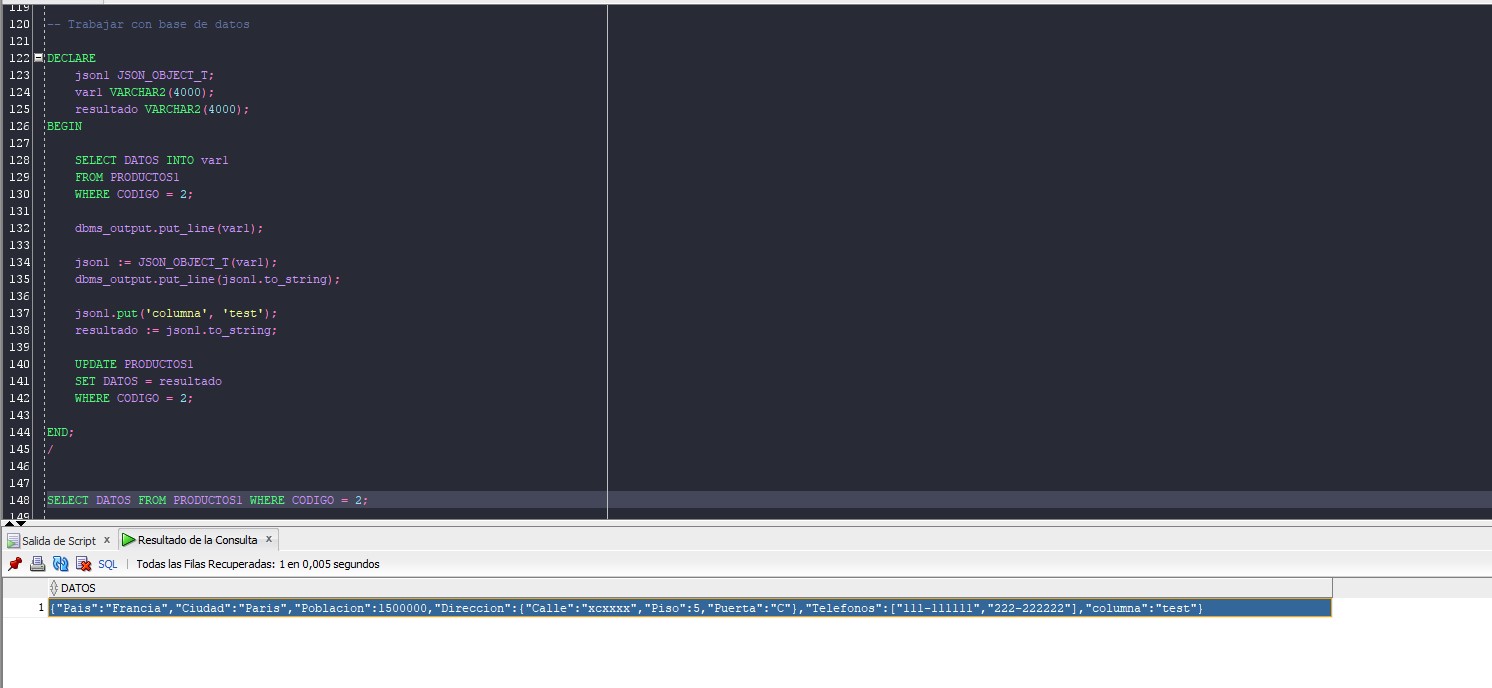 119
120 -- Trabajar con base de datos
121
122 DECLARE
123 json1 JSON_OBJECT_T;
124 var1 VARCHAR2(4000);
125 resultado VARCHAR2(4000);
126 BEGIN
127
128 SELECT DATOS INTO var1
129 FROM PRODUCTOS1
130 WHERE CODIGO = 2;
131
132 dbms_output.put_line(var1);
133
134 json1 := JSON_OBJECT_T(var1);
135 dbms_output.put_line(json1.to_string);
136
137 json1.put('columna', 'test');
138 resultado := json1.to_string;
139
140 UPDATE PRODUCTOS1
141 SET DATOS = resultado
142 WHERE CODIGO = 2;
143
144 END;
145 /
146
147
148 SELECT DATOS FROM PRODUCTOS1 WHERE CODIGO = 2;
149
Salida de Script x Resultado de la Consulta x
SQL | Todas las Filas Recuperadas: 1 en 0,005 segundos
DATOS
1 {"Pais":"Francia","Ciudad":"Paris","Poblacion":1500000,"Direccion":{"Calle":"xcxxxx","Piso":5,"Puerta":"C"},"Telefonos":["111-111111","222-222222"],"columna":"test"}